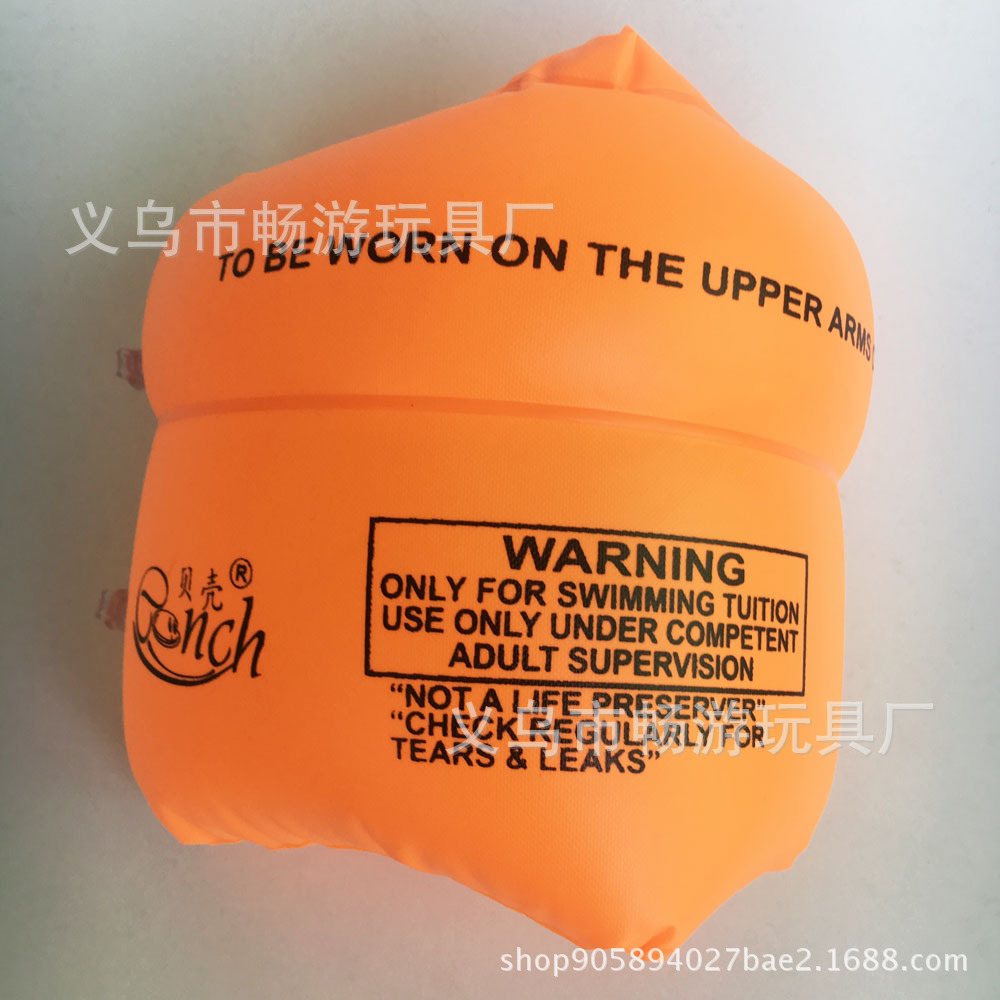 义乌市畅游玩具厂
TO BE WORN ON THE UPPER ARMS
贝壳®
WARNING
ONLY FOR SWIMMING TUITION
USE ONLY UNDER COMPETENT
ADULT SUPERVISION
“NOT A LIFE PRESERVER”
“CHECK REGULARLY FOR
TEARS & LEAKS”
义乌市畅游玩具厂
shop905894027bae2.1688.com